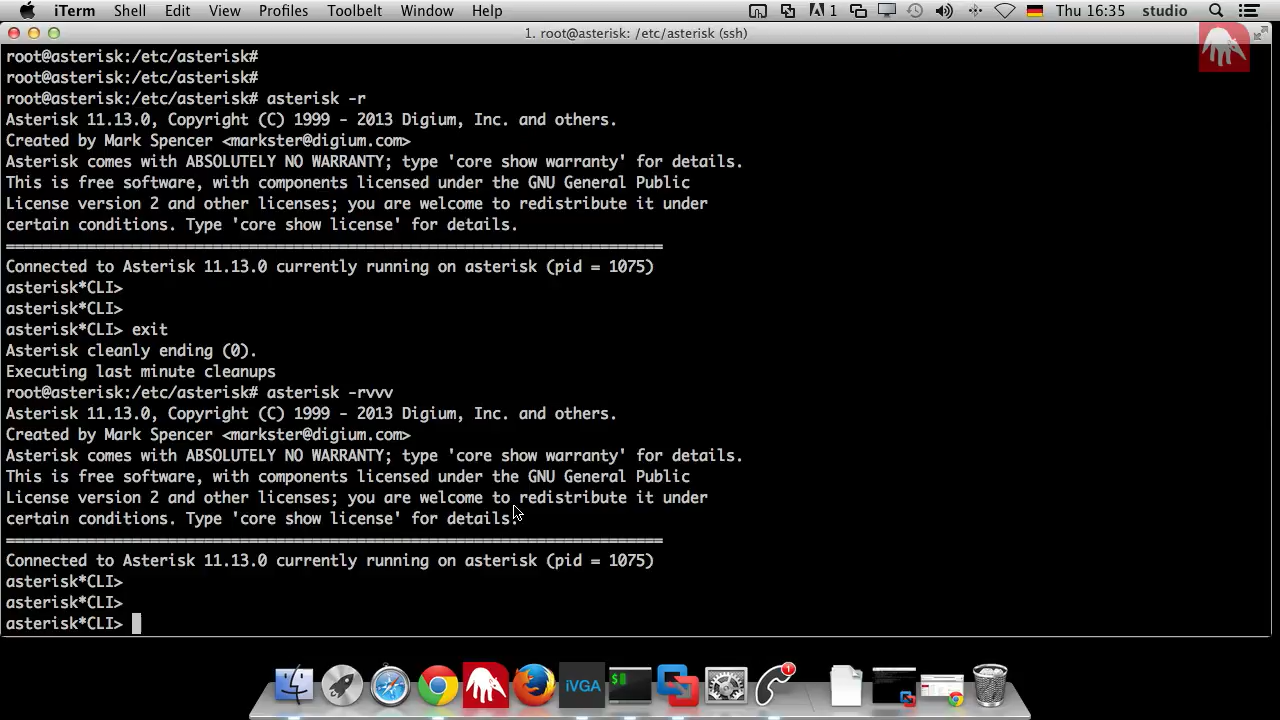 iTerm Shell Edit View Profiles Toolbelt Window Help 1 Thu 16:35 studio
1. root@asterisk: /etc/asterisk (ssh)
root@asterisk:/etc/asterisk#
root@asterisk:/etc/asterisk#
root@asterisk:/etc/asterisk# asterisk -r
Asterisk 11.13.0, Copyright (C) 1999 - 2013 Digium, Inc. and others.
Created by Mark Spencer <markster@digium.com>
Asterisk comes with ABSOLUTELY NO WARRANTY; type 'core show warranty' for details.
This is free software, with components licensed under the GNU General Public
License version 2 and other licenses; you are welcome to redistribute it under
certain conditions. Type 'core show license' for details.
=========================================================================
Connected to Asterisk 11.13.0 currently running on asterisk (pid = 1075)
asterisk*CLI>
asterisk*CLI>
asterisk*CLI> exit
Asterisk cleanly ending (0).
Executing last minute cleanups
root@asterisk:/etc/asterisk# asterisk -rvvv
Asterisk 11.13.0, Copyright (C) 1999 - 2013 Digium, Inc. and others.
Created by Mark Spencer <markster@digium.com>
Asterisk comes with ABSOLUTELY NO WARRANTY; type 'core show warranty' for details.
This is free software, with components licensed under the GNU General Public
License version 2 and other licenses; you are welcome to redistribute it under
certain conditions. Type 'core show license' for details.
=========================================================================
Connected to Asterisk 11.13.0 currently running on asterisk (pid = 1075)
asterisk*CLI>
asterisk*CLI>
asterisk*CLI>
iVGA $ 1